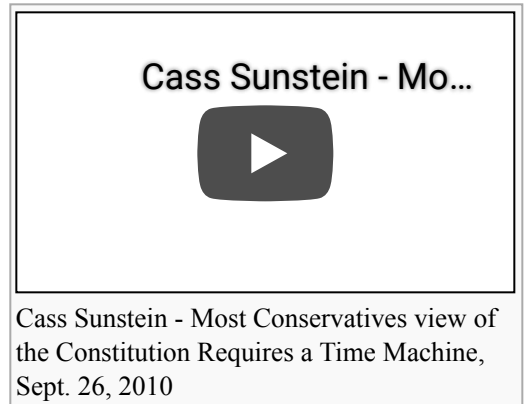 Cass Sunstein - Mo...
Cass Sunstein - Most Conservatives view of
the Constitution Requires a Time Machine,
Sept. 26, 2010